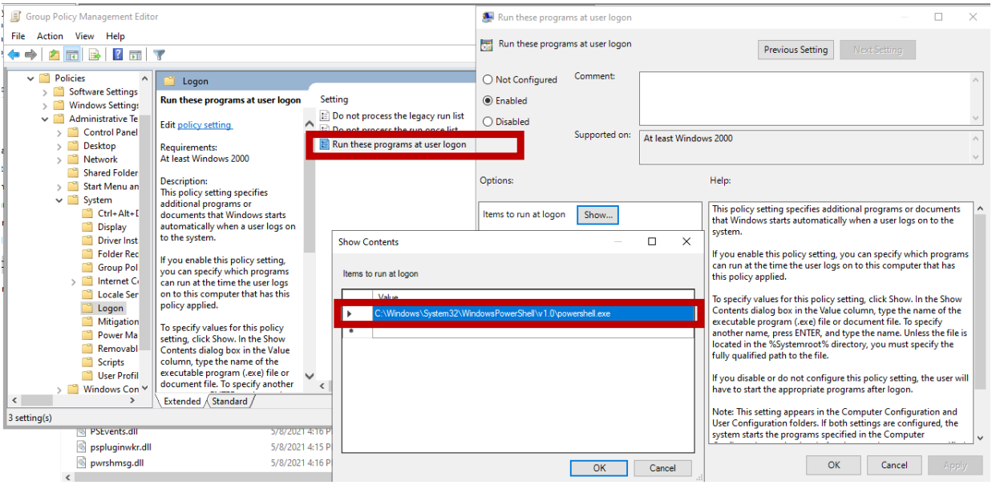 Group Policy Management Editor
File Action View Help
Policies
Software Settings
Windows Settings
Administrative Te
Control Panel
Desktop
Network
Shared Folder
Start Menu an
System
Ctrl+Alt+D
Display
Driver Inst
Folder Rec
Group Pol
Internet C
Locale Ser
Logon
Mitigation
Power Ma
Removabl
Scripts
User Profil
Windows Con
Logon
Run these programs at user logon
Edit policy setting
Requirements:
At least Windows 2000
Description:
This policy setting specifies
additional programs or
documents that Windows starts
automatically when a user logs on
to the system.
If you enable this policy setting,
you can specify which programs
can run at the time the user logs
on to this computer that has this
policy applied.
To specify values for this policy
setting, click Show. In the Show
Contents dialog box in the Value
column, type the name of the
executable program (.exe) file or
document file. To specify another
Setting
Do not process the legacy run list
Do not process the run once list
Run these programs at user logon
Extended Standard
3 setting(s)
PSEvents.dll 5/8/2021 4:16 P
pspluginwkr.dll 5/8/2021 4:15 P
pwrshmsg.dll 5/8/2021 4:16 P
Run these programs at user logon
Run these programs at user logon
Previous Setting Next Setting
Not Configured
Enabled
Disabled
Comment:
Supported on:
At least Windows 2000
Options:
Help:
Items to run at logon Show...
This policy setting specifies additional programs or documents
that Windows starts automatically when a user logs on to the
system.
If you enable this policy setting, you can specify which programs
can run at the time the user logs on to this computer that has
this policy applied.
To specify values for this policy setting, click Show. In the Show
Contents dialog box in the Value column, type the name of the
executable program (.exe) file or document file. To specify
another name, press ENTER, and type the name. Unless the file is
located in the %Systemroot% directory, you must specify the
fully qualified path to the file.
If you disable or do not configure this policy setting, the user will
have to start the appropriate programs after logon.
Note: This setting appears in the Computer Configuration and
User Configuration folders. If both settings are configured, the
system starts the programs specified in the Computer
OK Cancel Apply
Show Contents
Items to run at logon
Value
C:\Windows\System32\WindowsPowerShell\v1.0\powershell.exe
OK Cancel